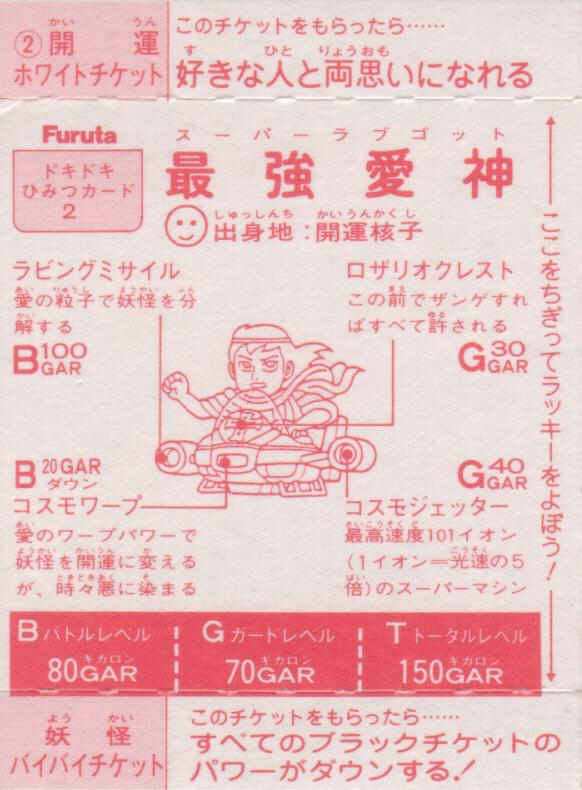 ②開運
ホワイトチケット
このチケットをもらったら……
好きな人と両思いになれる
Furuta
ドキドキ
ひみつカード
2
スーパーラブゴット
最強愛神
出身地：開運核子
ラビングミサイル
愛の粒子で妖怪を分
解する
B100GAR
ロザリオクレスト
この前でザンゲすれ
ばすべて許される
G30GAR
B20GARダウン
コスモワープ
愛のワープパワーで
妖怪を開運に変える
が、時々悪に染まる
G40GAR
コスモジェッター
最高速度101イオン
(1イオン＝光速の5
倍)のスーパーマシン
ここをちぎってラッキーをよぼう！
Bバトルレベル
80GAR
Gガードレベル
70GAR
Tトータルレベル
150GAR
妖怪
バイバイチケット
このチケットをもらったら……
すべてのブラックチケットの
パワーがダウンする！